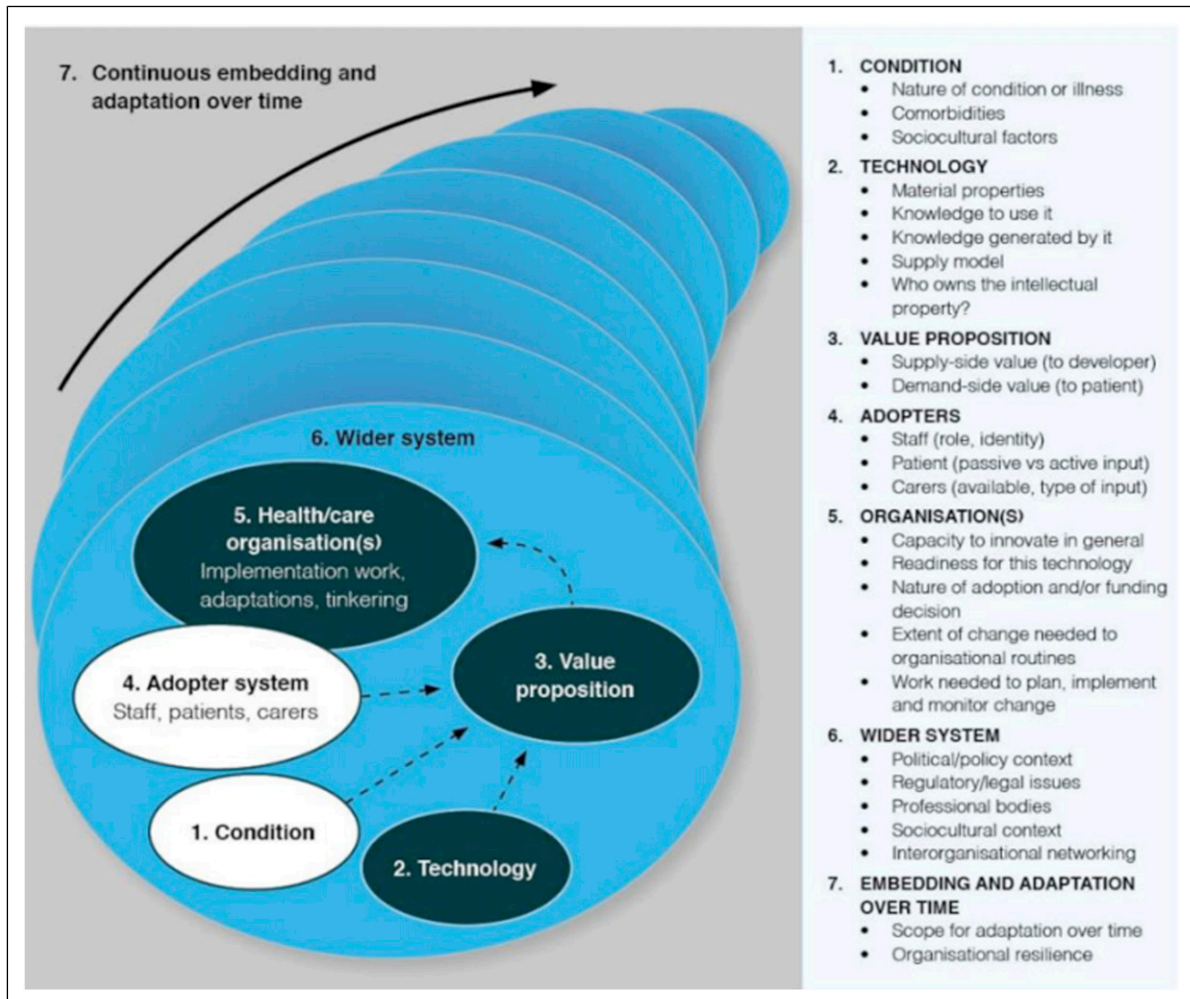 7. Continuous embedding and
adaptation over time
6. Wider system
5. Health/care
organisation(s)
Implementation work,
adaptations, tinkering
4. Adopter system
Staff, patients, carers
3. Value
proposition
1. Condition
2. Technology
1. CONDITION
• Nature of condition or illness
• Comorbidities
• Sociocultural factors
2. TECHNOLOGY
• Material properties
• Knowledge to use it
• Knowledge generated by it
• Supply model
• Who owns the intellectual
property?
3. VALUE PROPOSITION
• Supply-side value (to developer)
• Demand-side value (to patient)
4. ADOPTERS
• Staff (role, identity)
• Patient (passive vs active input)
• Carers (available, type of input)
5. ORGANISATION(S)
• Capacity to innovate in general
• Readiness for this technology
• Nature of adoption and/or funding
decision
• Extent of change needed to
organisational routines
• Work needed to plan, implement
and monitor change
6. WIDER SYSTEM
• Political/policy context
• Regulatory/legal issues
• Professional bodies
• Sociocultural context
• Interorganisational networking
7. EMBEDDING AND ADAPTATION
OVER TIME
• Scope for adaptation over time
• Organisational resilience